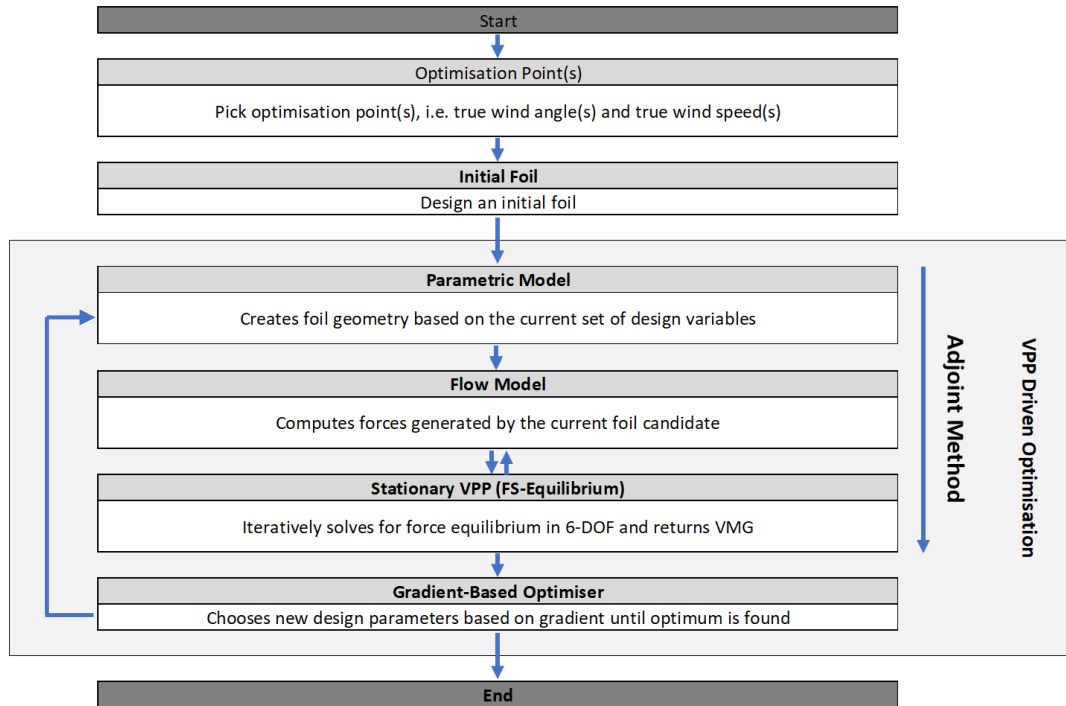 Start
Optimisation Point(s)
Pick optimisation point(s), i.e. true wind angle(s) and true wind speed(s)
Initial Foil
Design an initial foil
Parametric Model
Creates foil geometry based on the current set of design variables
Flow Model
Computes forces generated by the current foil candidate
Stationary VPP (FS-Equilibrium)
Iteratively solves for force equilibrium in 6-DOF and returns VMG
Gradient-Based Optimiser
Chooses new design parameters based on gradient until optimum is found
Adjoint Method
VPP Driven Optimisation
End